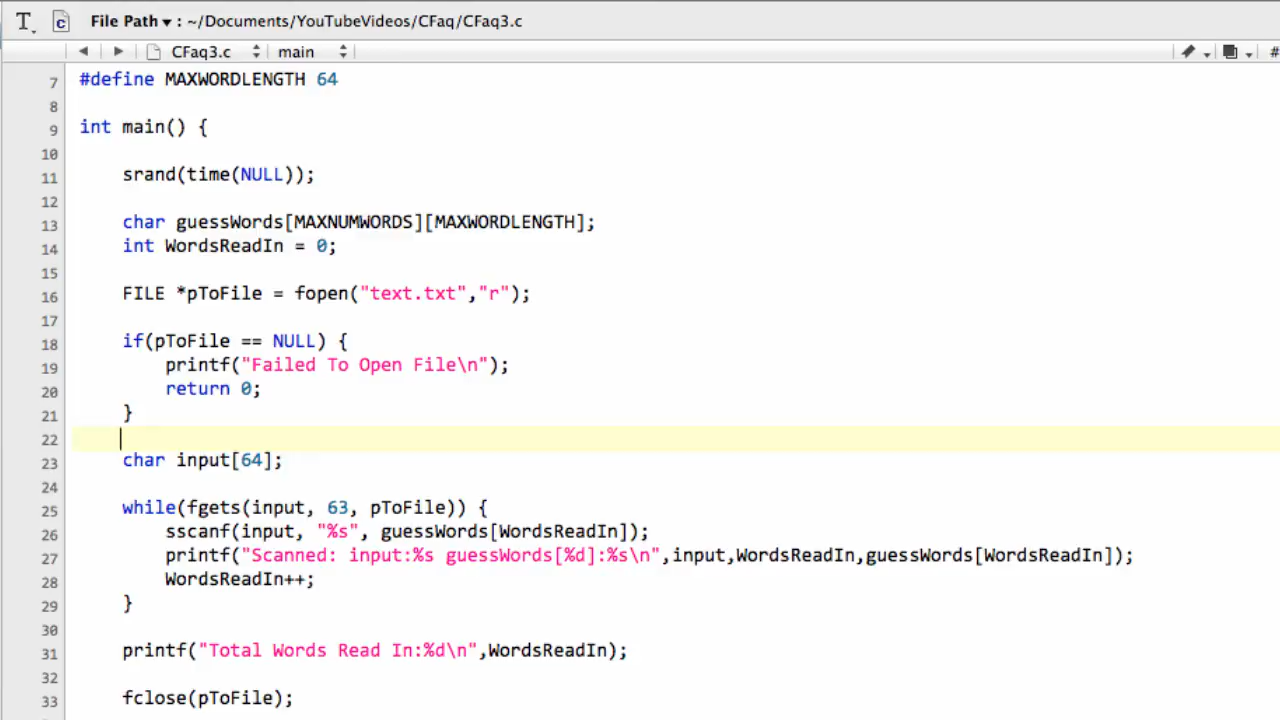 T File Path ▾ : ~/Documents/YouTubeVideos/CFaq/CFaq3.c
CFaq3.c main #
7 #define MAXWORDLENGTH 64
8
9 int main() {
10
11 srand(time(NULL));
12
13 char guessWords[MAXNUMWORDS][MAXWORDLENGTH];
14 int WordsReadIn = 0;
15
16 FILE *pToFile = fopen("text.txt","r");
17
18 if(pToFile == NULL) {
19 printf("Failed To Open File\n");
20 return 0;
21 }
22
23 char input[64];
24
25 while(fgets(input, 63, pToFile)) {
26 sscanf(input, "%s", guessWords[WordsReadIn]);
27 printf("Scanned: input:%s guessWords[%d]:%s\n",input,WordsReadIn,guessWords[WordsReadIn]);
28 WordsReadIn++;
29 }
30
31 printf("Total Words Read In:%d\n",WordsReadIn);
32
33 fclose(pToFile);